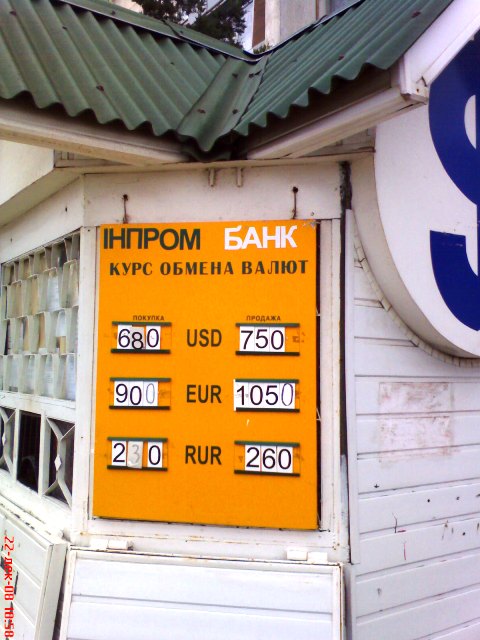 ІНПРОМ БАНК
КУРС ОБМЕНА ВАЛЮТ
ПОКУПКА ПРОДАЖА
680 USD 750
900 EUR 1050
230 RUR 260
$